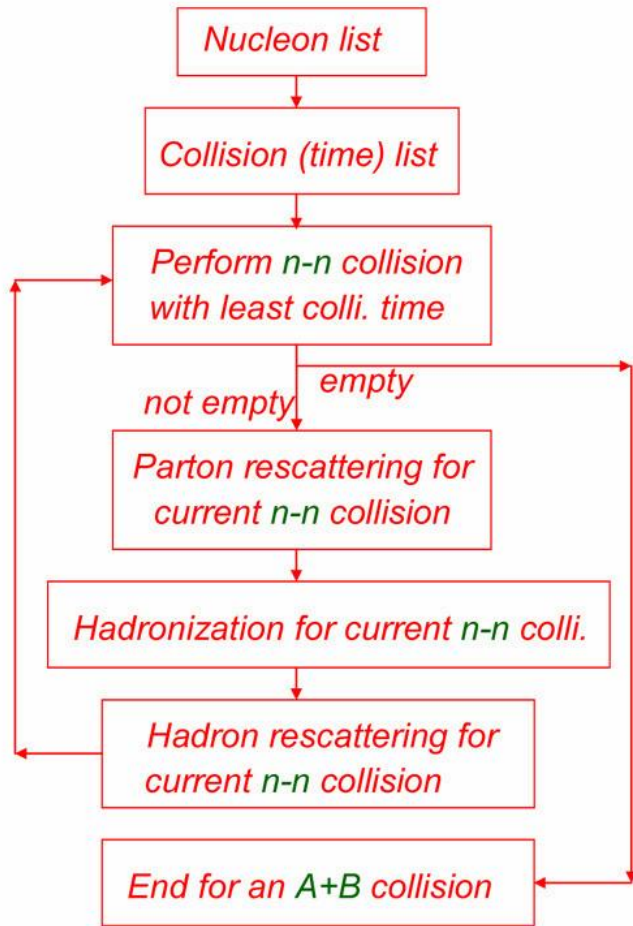 Nucleon list
Collision (time) list
Perform n-n collision
with least colli. time
empty
not empty
Parton rescattering for
current n-n collision
Hadronization for current n-n colli.
Hadron rescattering for
current n-n collision
End for an A+B collision